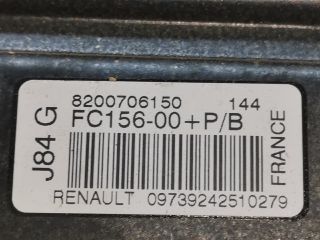 J84 G
8200706150 144
FC156-00+P/B
FRANCE
RENAULT 09739242510279